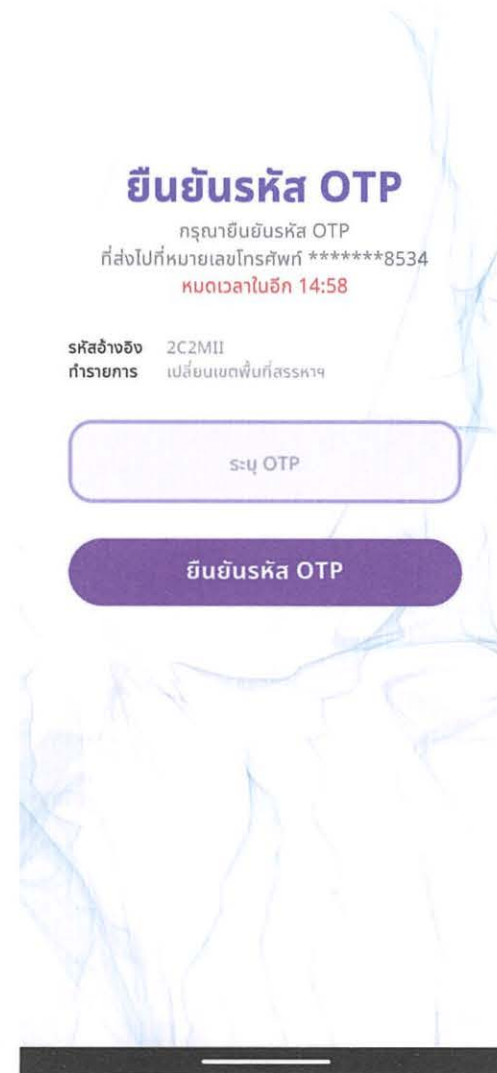 ยืนยันรหัส OTP
กรุณายืนยันรหัส OTP
ที่ส่งไปที่หมายเลขโทรศัพท์ *******8534
หมดเวลาในอีก 14:58
รหัสอ้างอิง 2C2MII
ทำรายการ เปลี่ยนเขตพื้นที่สรรหาฯ
ระบุ OTP
ยืนยันรหัส OTP